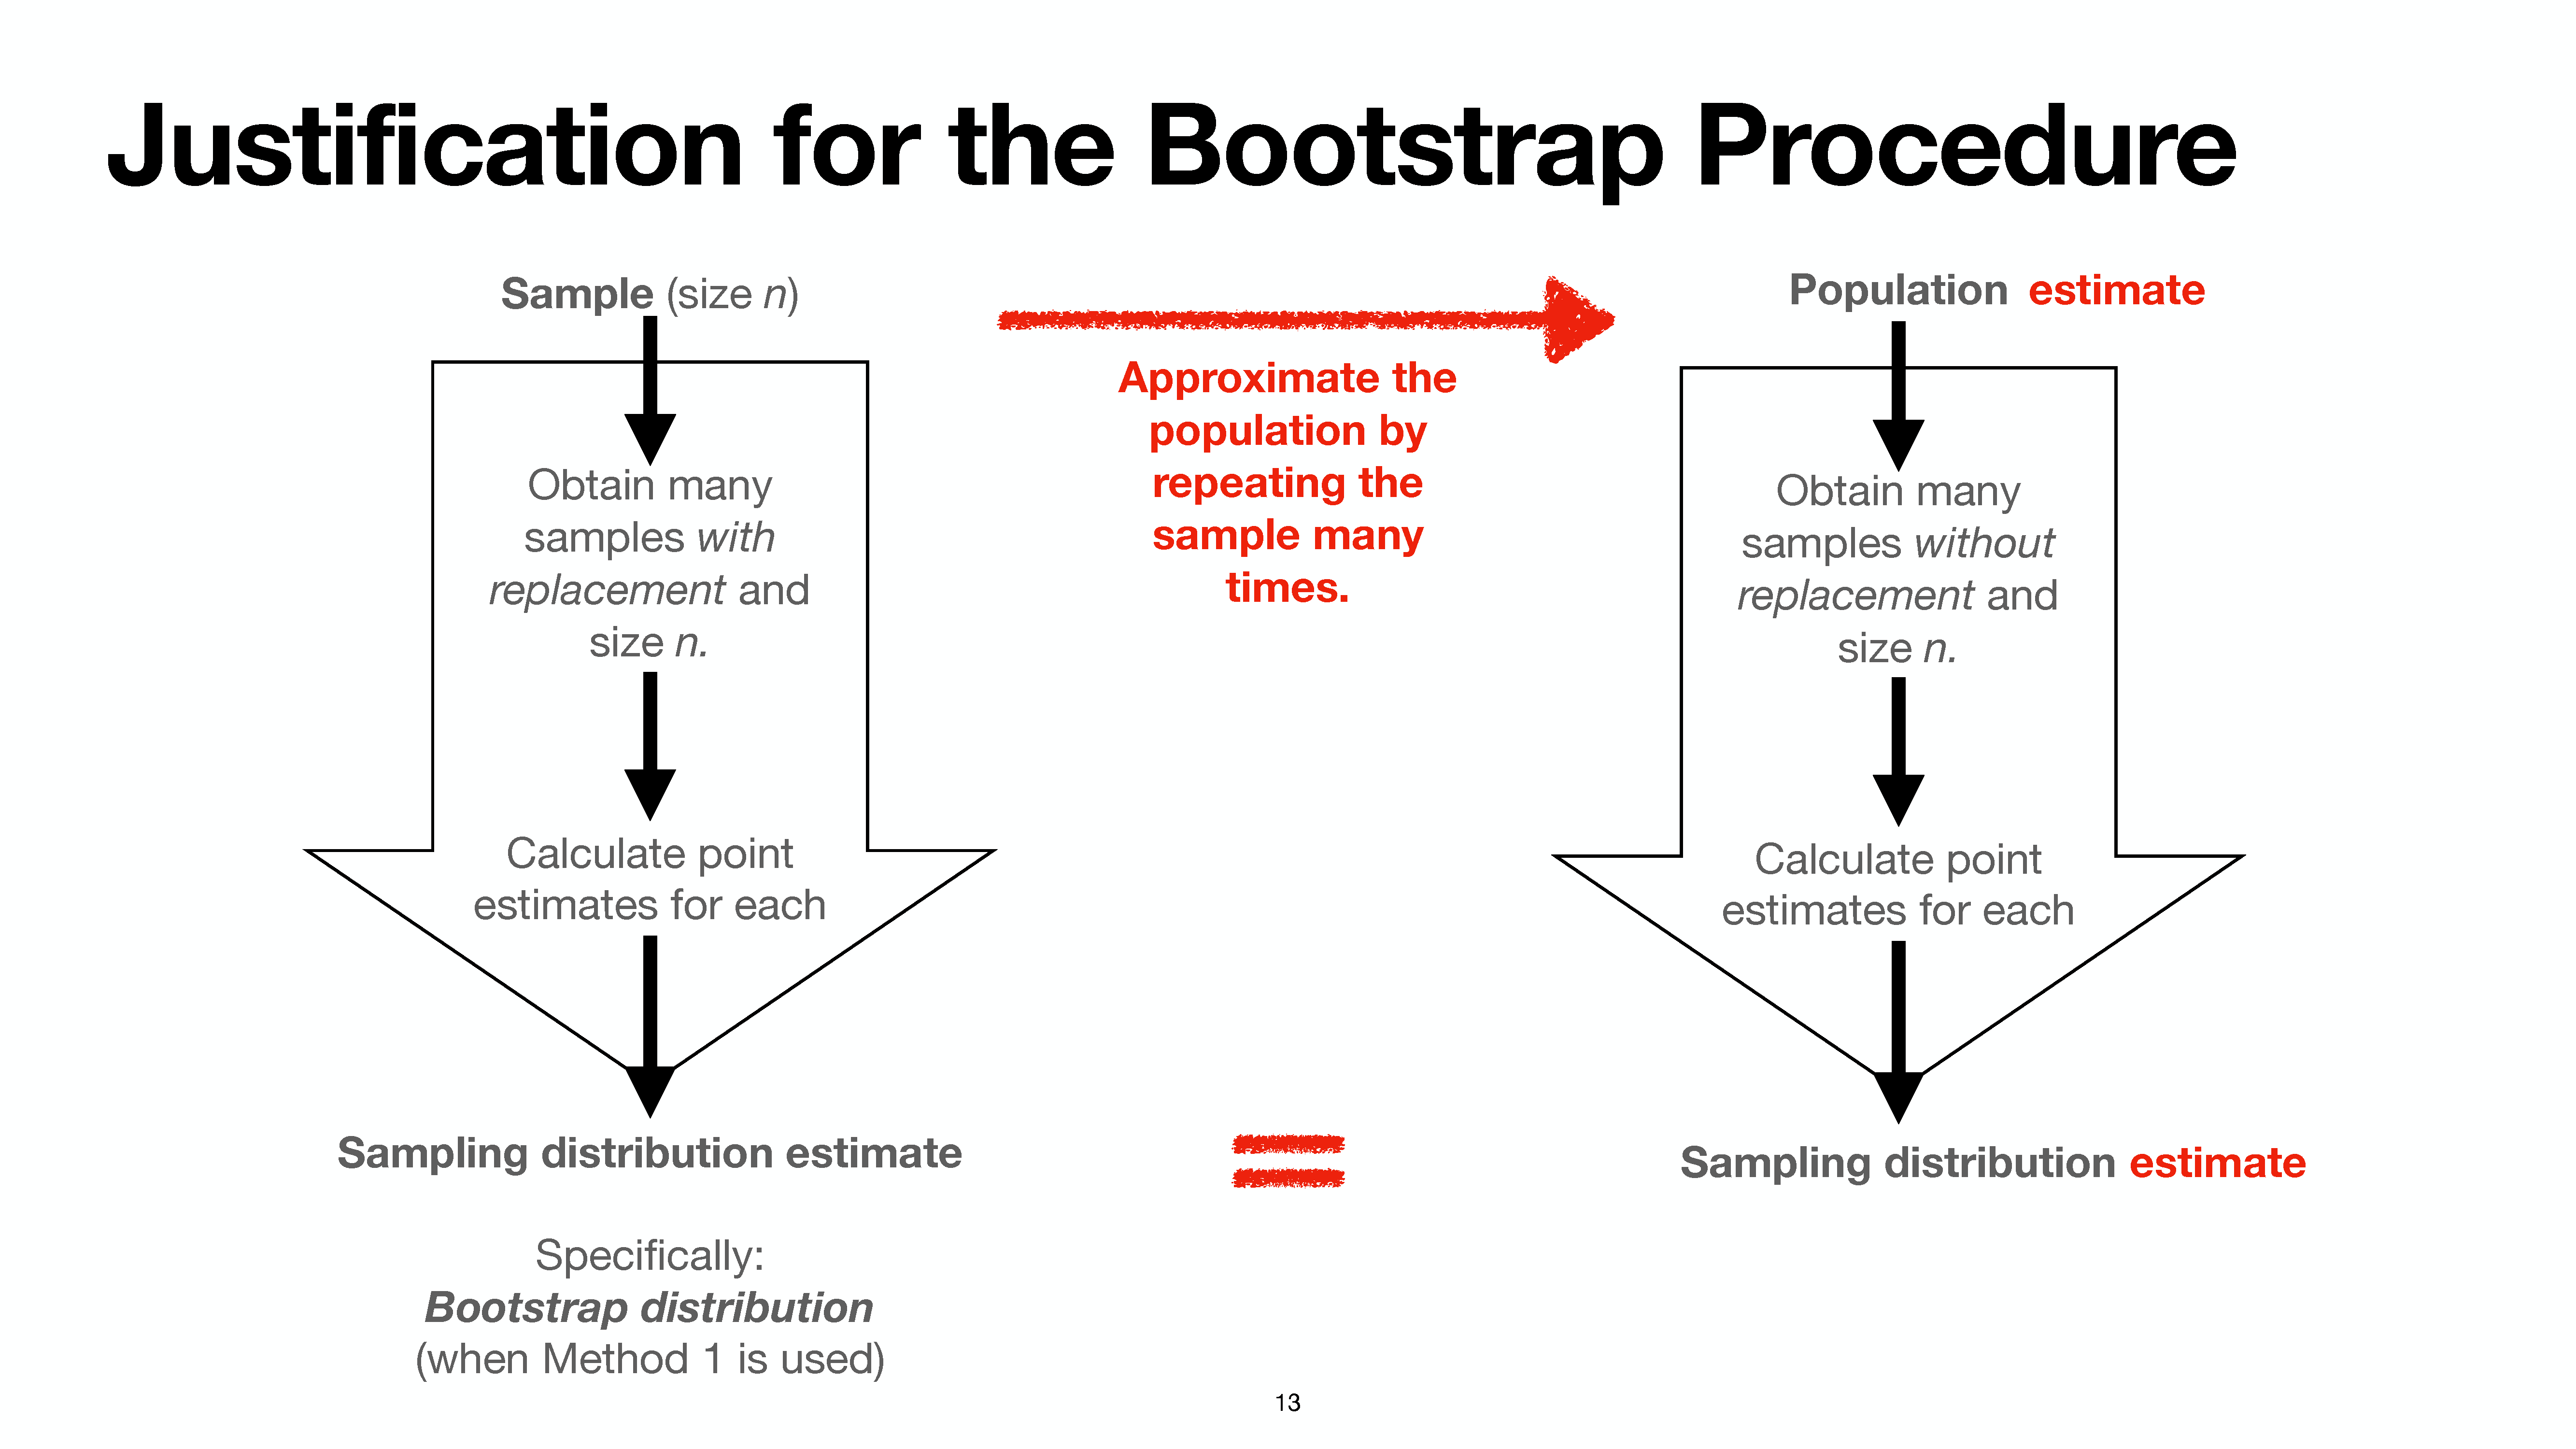 Justification for the Bootstrap Procedure
Sample (size n)
Obtain many
samples with
replacement and
size n.
Calculate point
estimates for each
Sampling distribution estimate
Specifically:
Bootstrap distribution
(when Method 1 is used)
Approximate the
population by
repeating the
sample many
times.
=
Population estimate
Obtain many
samples without
replacement and
size n.
Calculate point
estimates for each
Sampling distribution estimate
13